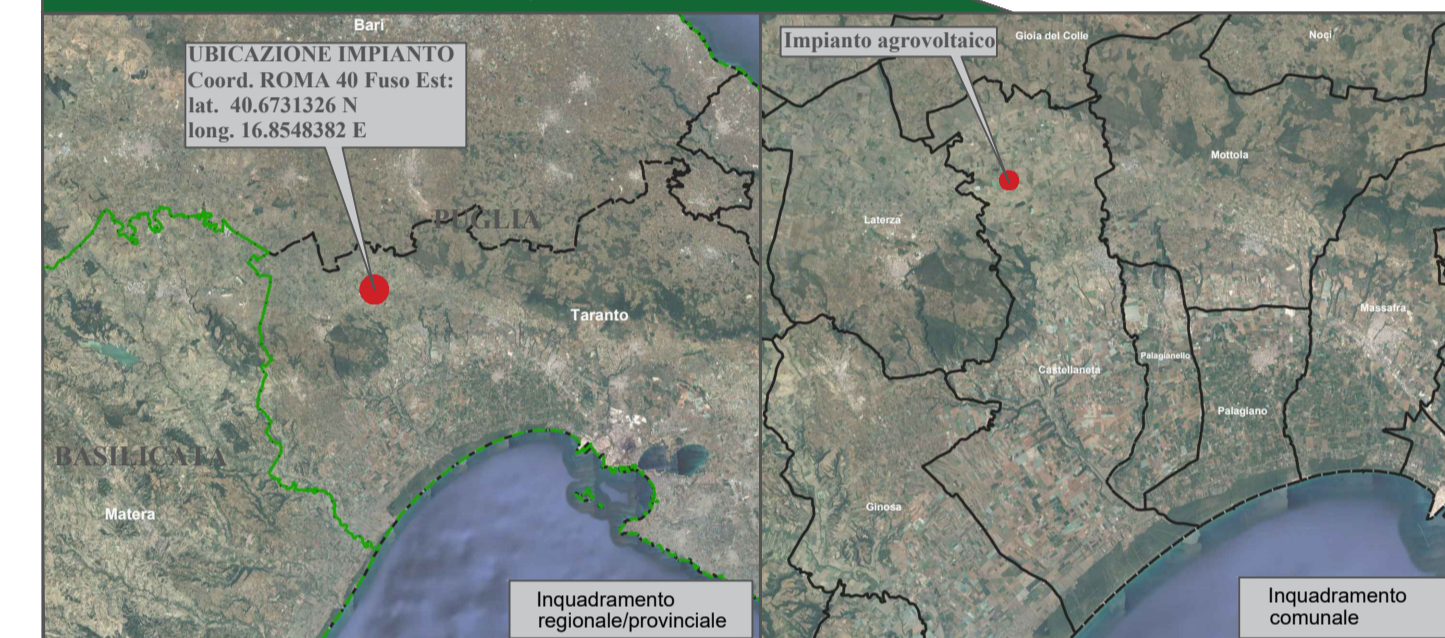 Bari
UBICAZIONE IMPIANTO
Coord. ROMA 40 Fuso Est:
lat. 40.6731326 N
long. 16.8548382 E
PUGLIA
Taranto
BASILICATA
Matera
Inquadramento
regionale/provinciale
Impianto agrovoltaico
Gioia del Colle
Noci
Mottola
Laterza
Massafra
Palagianello
Castellaneta
Palagiano
Ginosa
Inquadramento
comunale